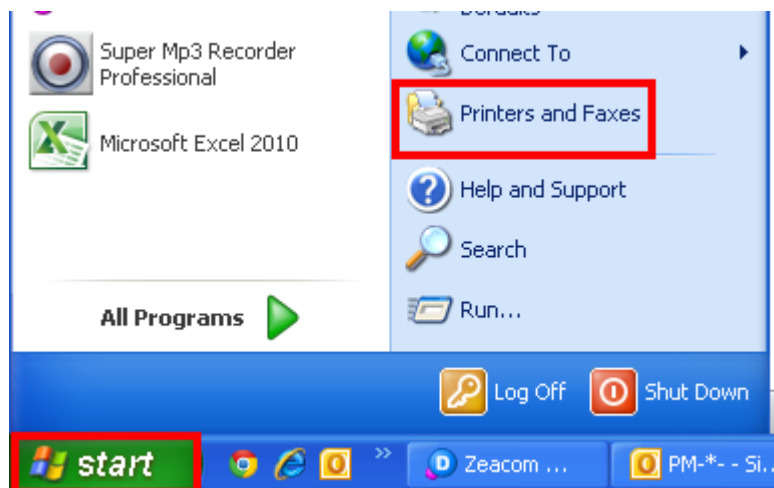 Defaults
Super Mp3 Recorder
Professional
Connect To
Printers and Faxes
Microsoft Excel 2010
Help and Support
Search
All Programs
Run...
Log Off
Shut Down
start
Zeacom ...
PM-*- - Si...